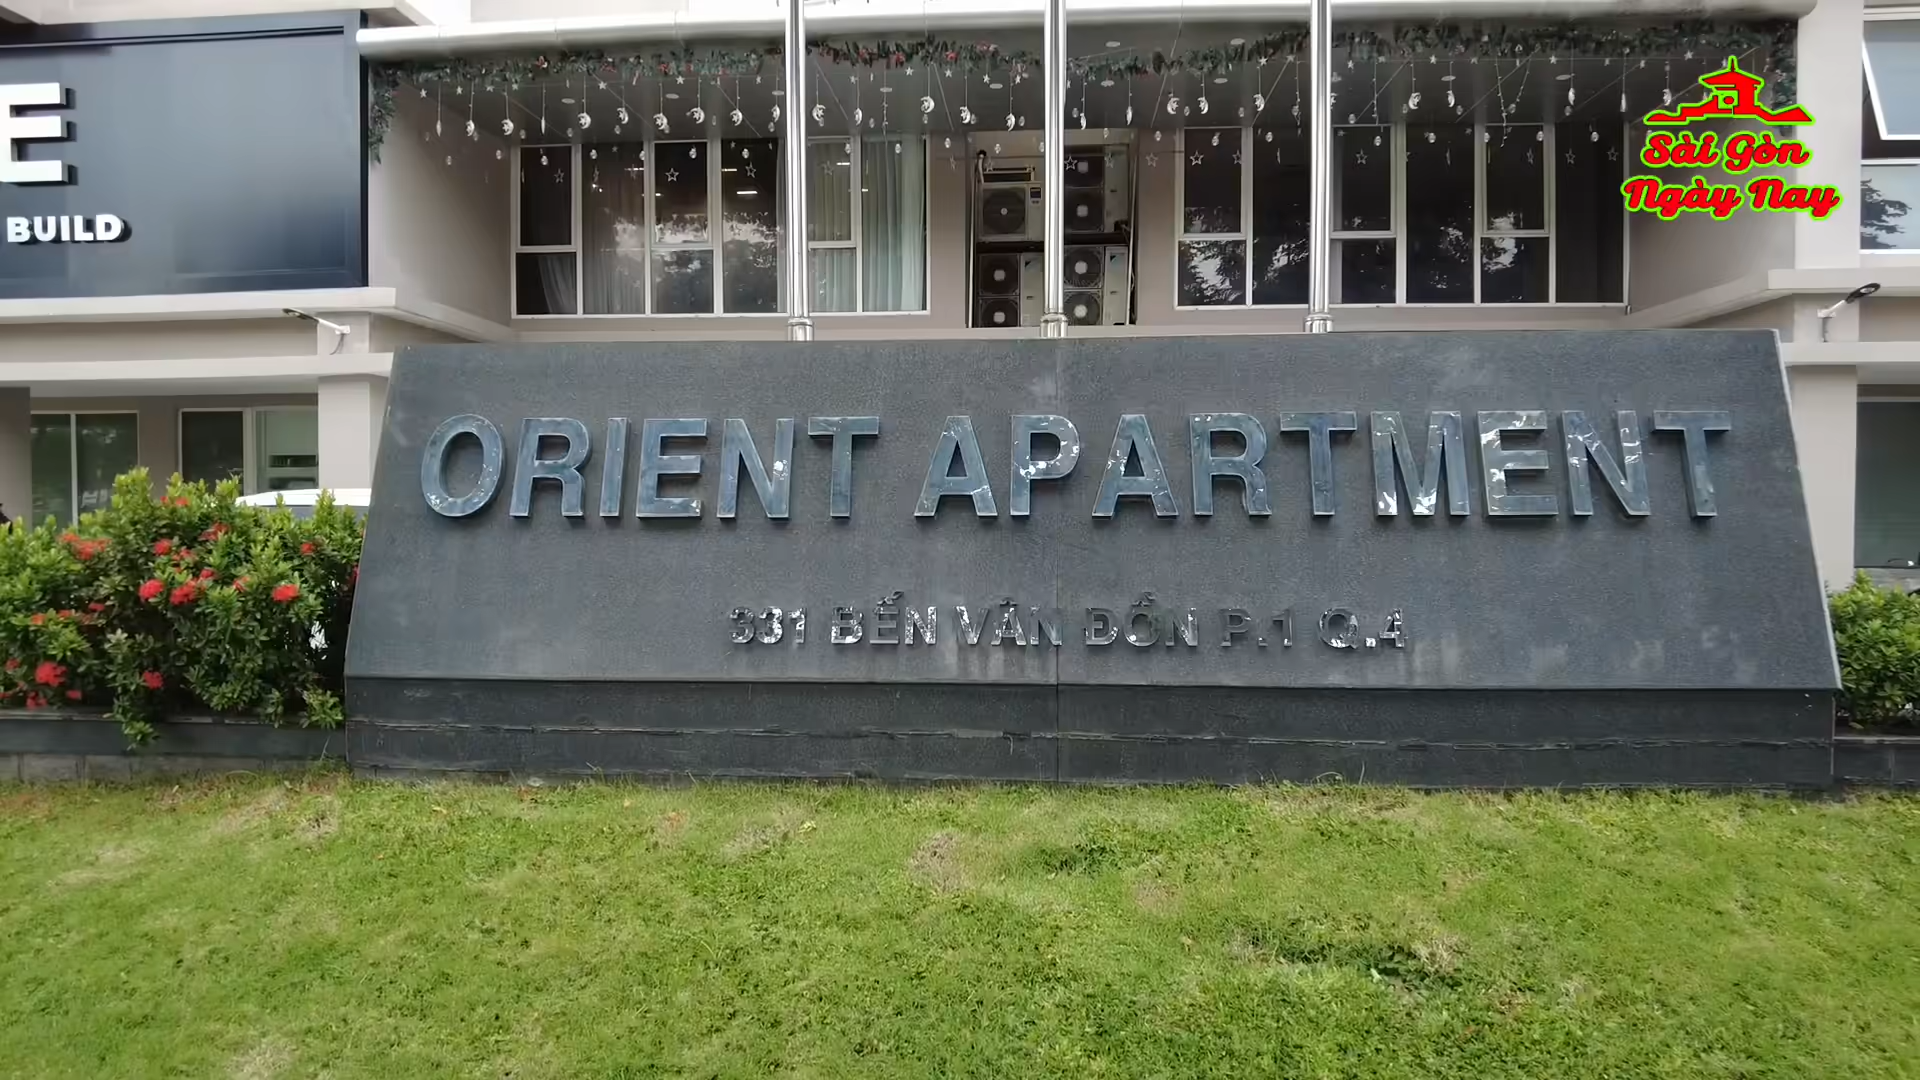 E
BUILD
Sài Gòn
Ngày Nay
ORIENT APARTMENT
331 BẾN VÂN ĐỒN P.1 Q.4